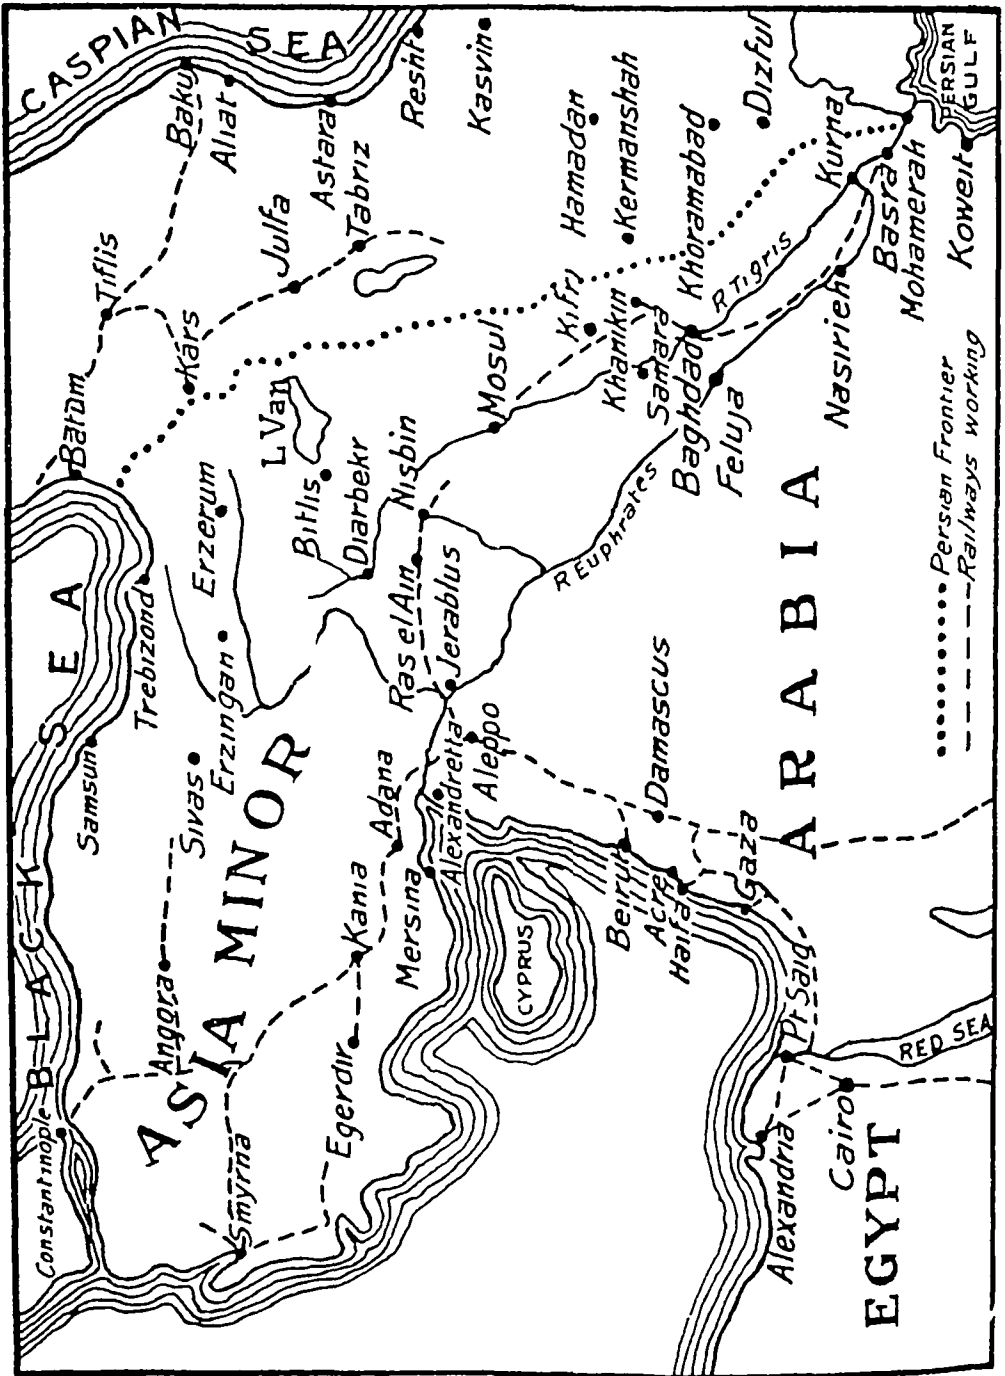 BLACK SEA
CASPIAN SEA
Constantinople
Samsun
Trebizond
Batum
Tiflis
Baku
Aliat
Astara
Resht
Kasvin
Angora
Sivas
Erzingan
Erzerum
Kars
Julfa
Tabriz
ASIA MINOR
L Van
Bitlis
Diarbekr
Nisbin
Mosul
Kifri
Hamadan
Kermanshah
Khoramabad
Dizful
Smyrna
Egerdir
Kania
Adana
Mersina
Alexandretta
Aleppo
Jerablus
Ras el Ain
Khanikin
Samara
Baghdad
Feluja
R Tigris
R Euphrates
Kurna
Basra
Mohamerah
Nasirieh
Koweit
PERSIAN
GULF
CYPRUS
Beirut
Damascus
Acre
Haifa
Gaza
ARABIA
Pt Said
RED SEA
Alexandria
Cairo
EGYPT
Persian Frontier
Railways working